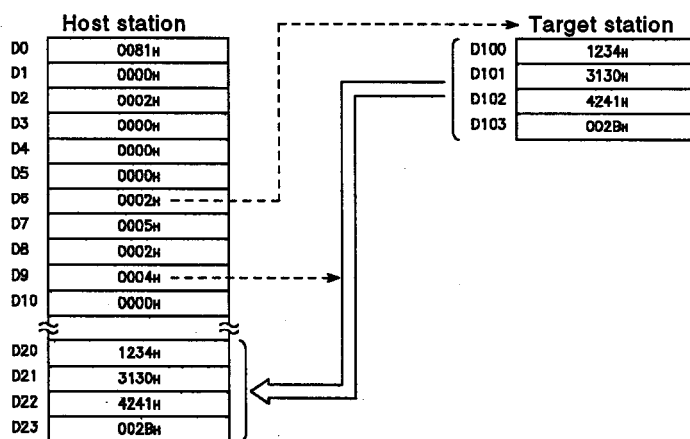 Host station
D0 0081H
D1 0000H
D2 0002H
D3 0000H
D4 0000H
D5 0000H
D6 0002H
D7 0005H
D8 0002H
D9 0004H
D10 0000H
D20 1234H
D21 3130H
D22 4241H
D23 002BH
Target station
D100 1234H
D101 3130H
D102 4241H
D103 002BH